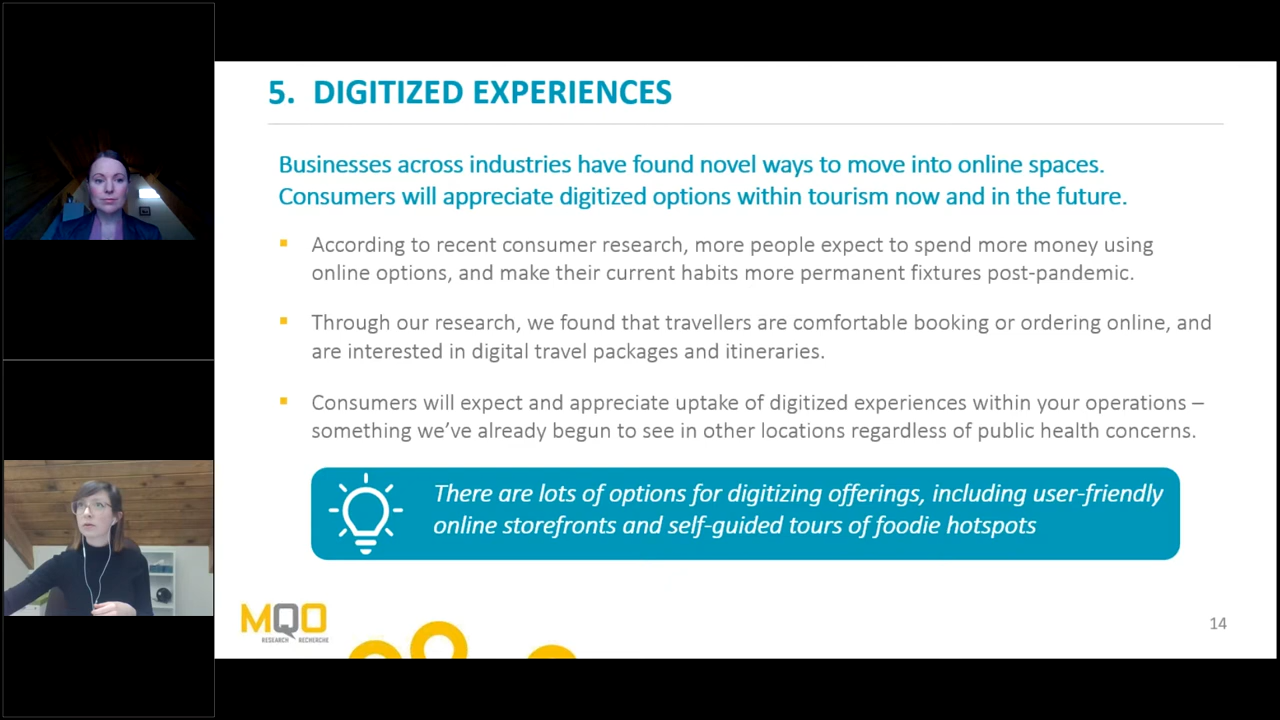 5. DIGITIZED EXPERIENCES
Businesses across industries have found novel ways to move into online spaces.
Consumers will appreciate digitized options within tourism now and in the future.
According to recent consumer research, more people expect to spend more money using
online options, and make their current habits more permanent fixtures post-pandemic.
Through our research, we found that travellers are comfortable booking or ordering online, and
are interested in digital travel packages and itineraries.
Consumers will expect and appreciate uptake of digitized experiences within your operations –
something we’ve already begun to see in other locations regardless of public health concerns.
There are lots of options for digitizing offerings, including user-friendly
online storefronts and self-guided tours of foodie hotspots
MQO
RESEARCH RECHERCHE
14